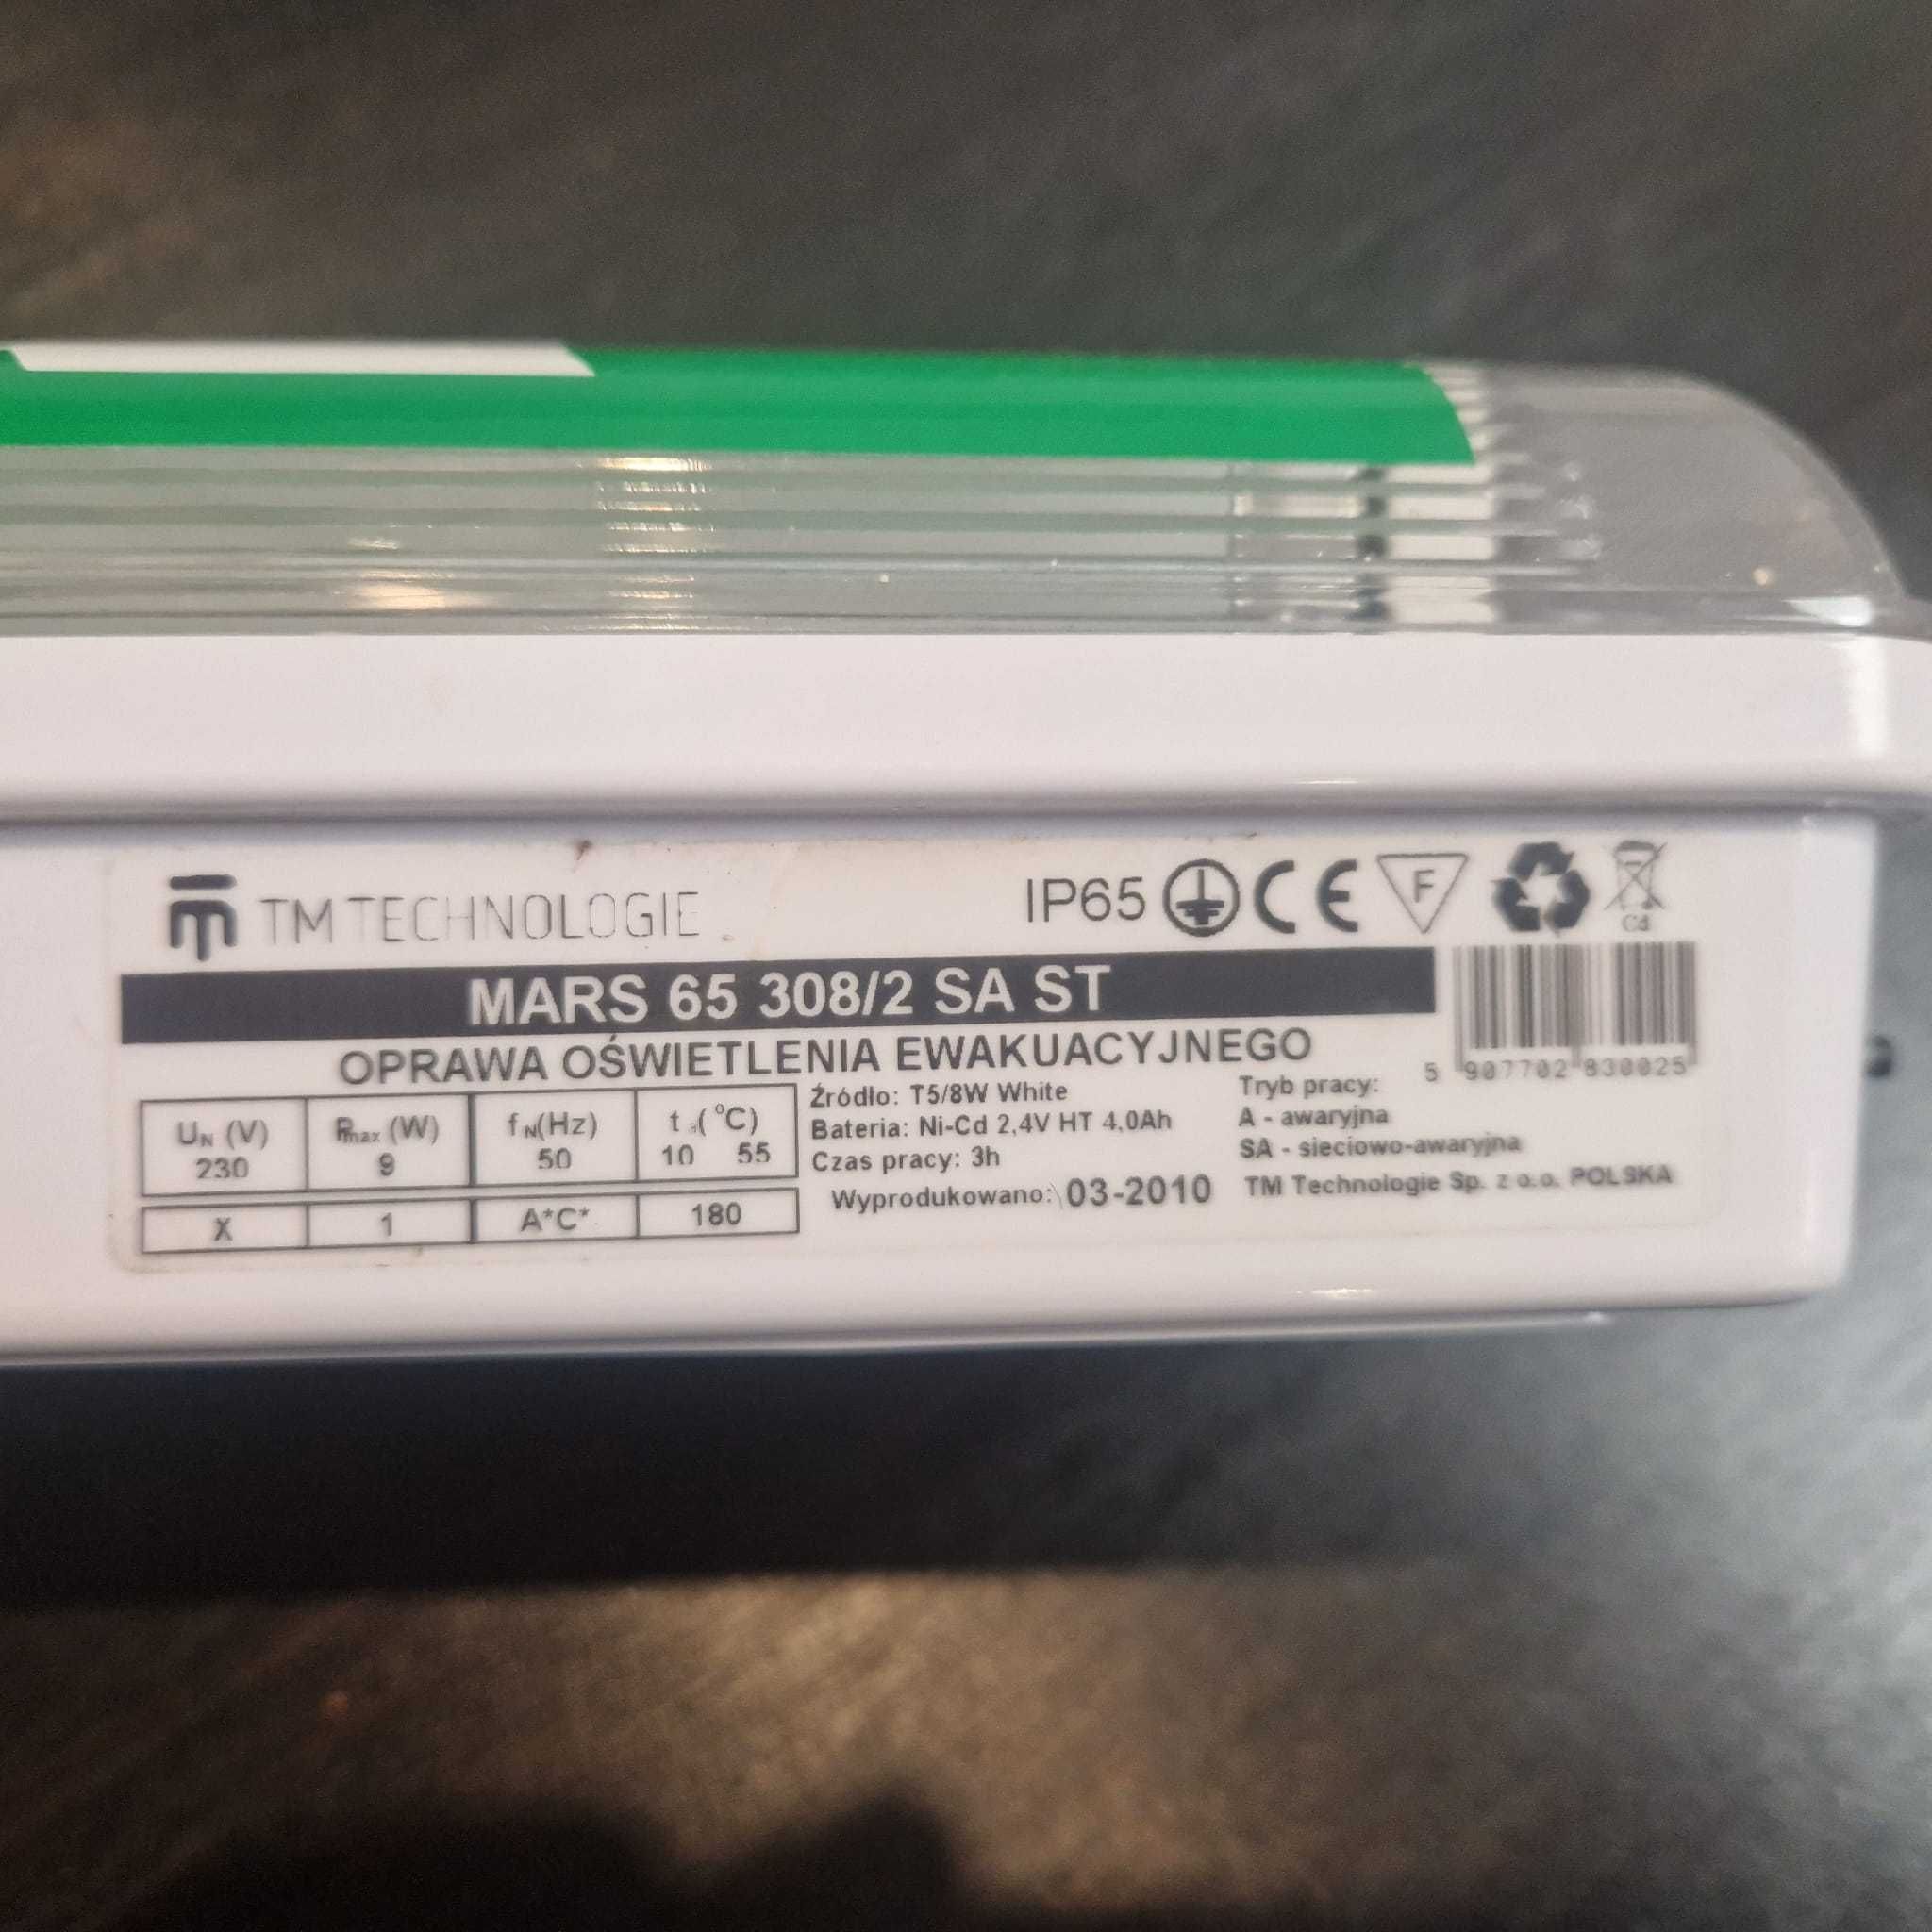 TM TECHNOLOGIE
IP65 CE F
Cd
MARS 65 308/2 SA ST
5 907702 830025
OPRAWA OŚWIETLENIA EWAKUACYJNEGO
UN (V) Pmax (W) fN(Hz) ta(°C)
230 9 50 10 55
X 1 A*C* 180
Źródło: T5/8W White
Bateria: Ni-Cd 2,4V HT 4,0Ah
Czas pracy: 3h
Wyprodukowano: 03-2010
Tryb pracy:
A - awaryjna
SA - sieciowo-awaryjna
TM Technologie Sp. z o.o. POLSKA